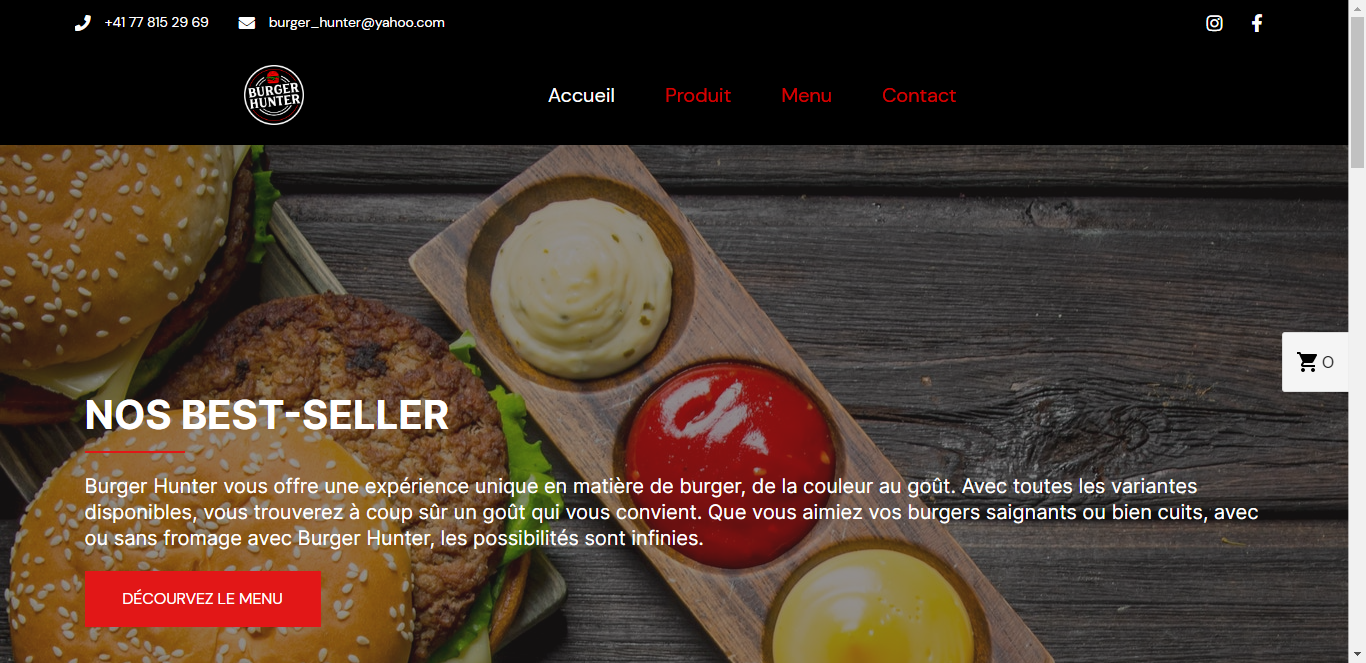 +41 77 815 29 69 burger_hunter@yahoo.com
BURGER
HUNTER
Accueil Produit Menu Contact
0
NOS BEST-SELLER
Burger Hunter vous offre une expérience unique en matière de burger, de la couleur au goût. Avec toutes les variantes
disponibles, vous trouverez à coup sûr un goût qui vous convient. Que vous aimiez vos burgers saignants ou bien cuits, avec
ou sans fromage avec Burger Hunter, les possibilités sont infinies.
DÉCOURVEZ LE MENU